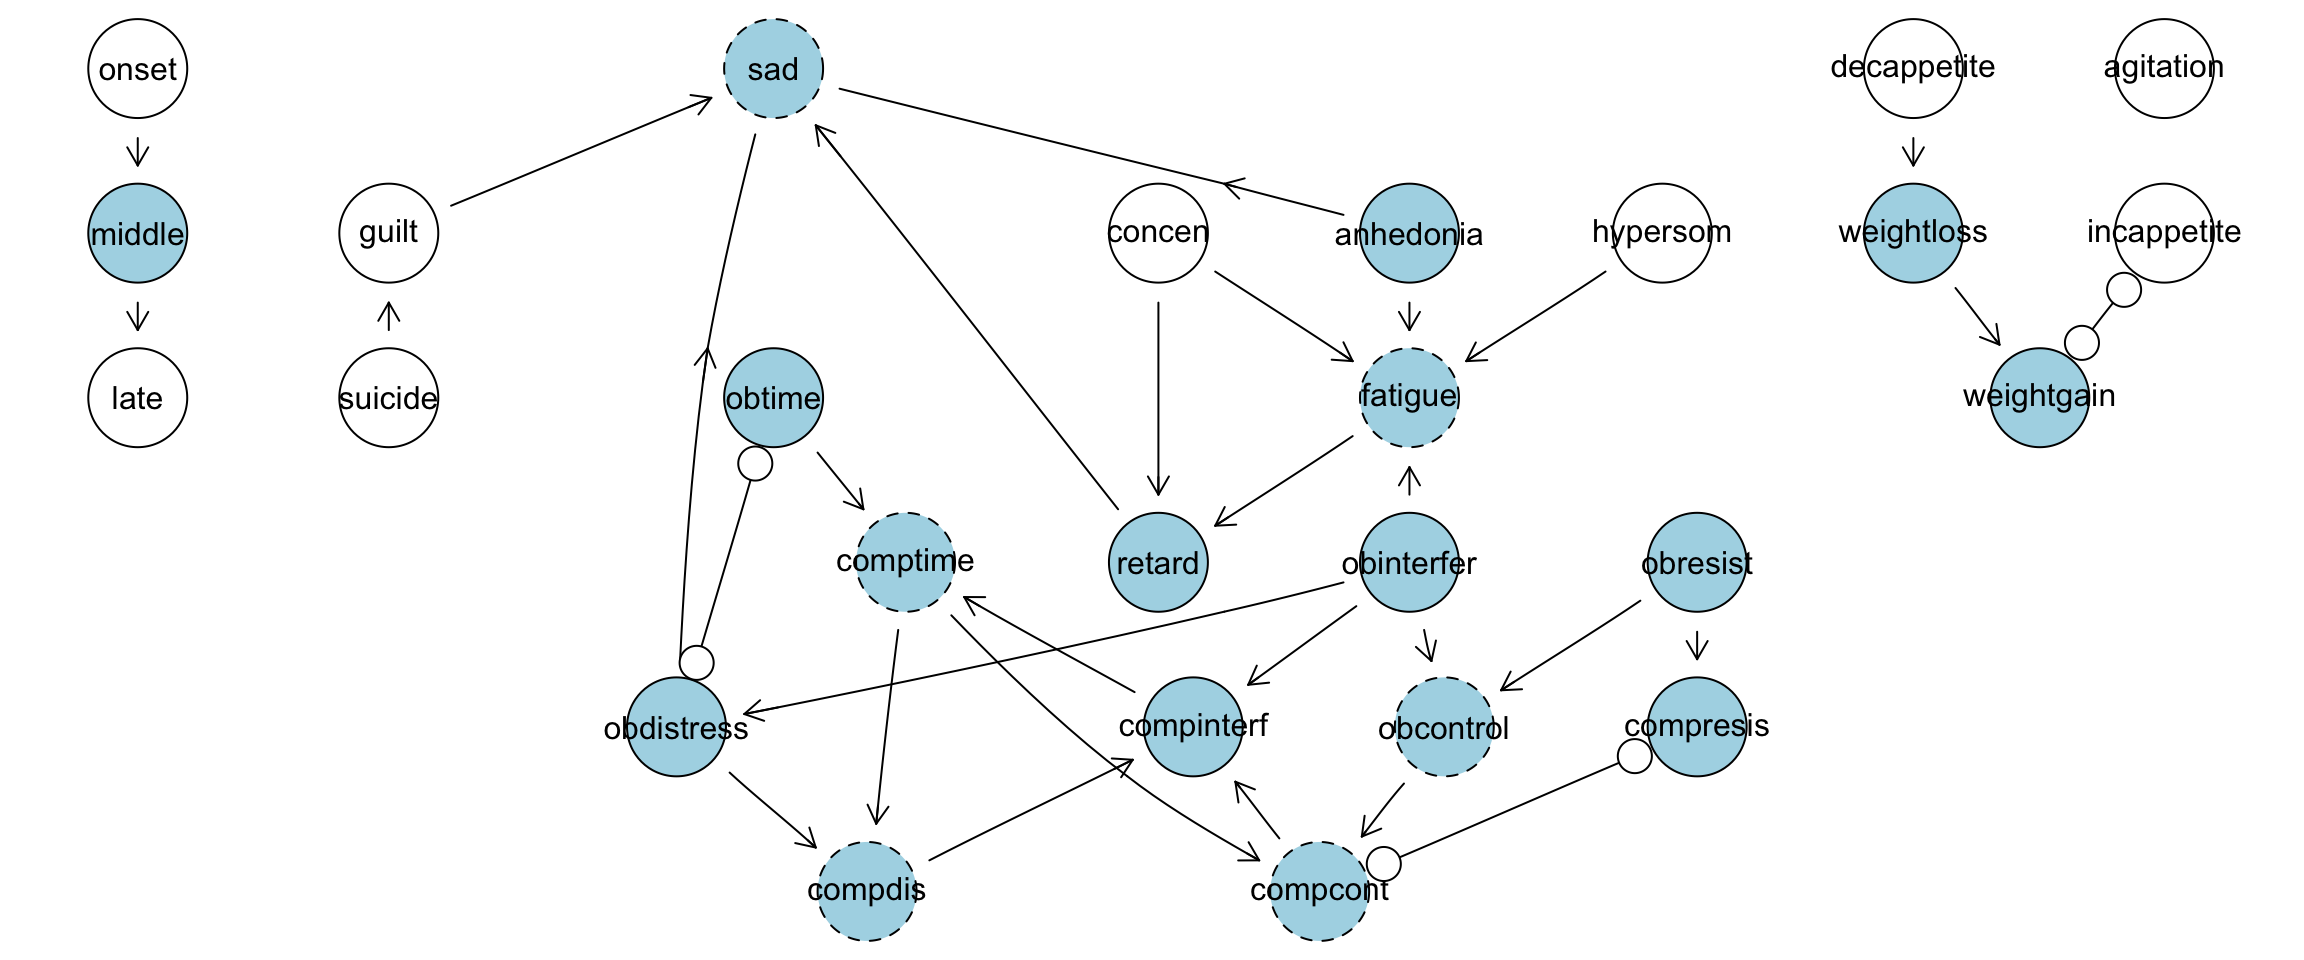 onset
sad
decappetite
agitation
middle
guilt
concen
anhedonia
hypersom
weightloss
incappetite
late
suicide
obtime
fatigue
weightgain
comptime
retard
obinterfer
obresist
obdistress
compinterf
obcontrol
compresis
compdis
compcont